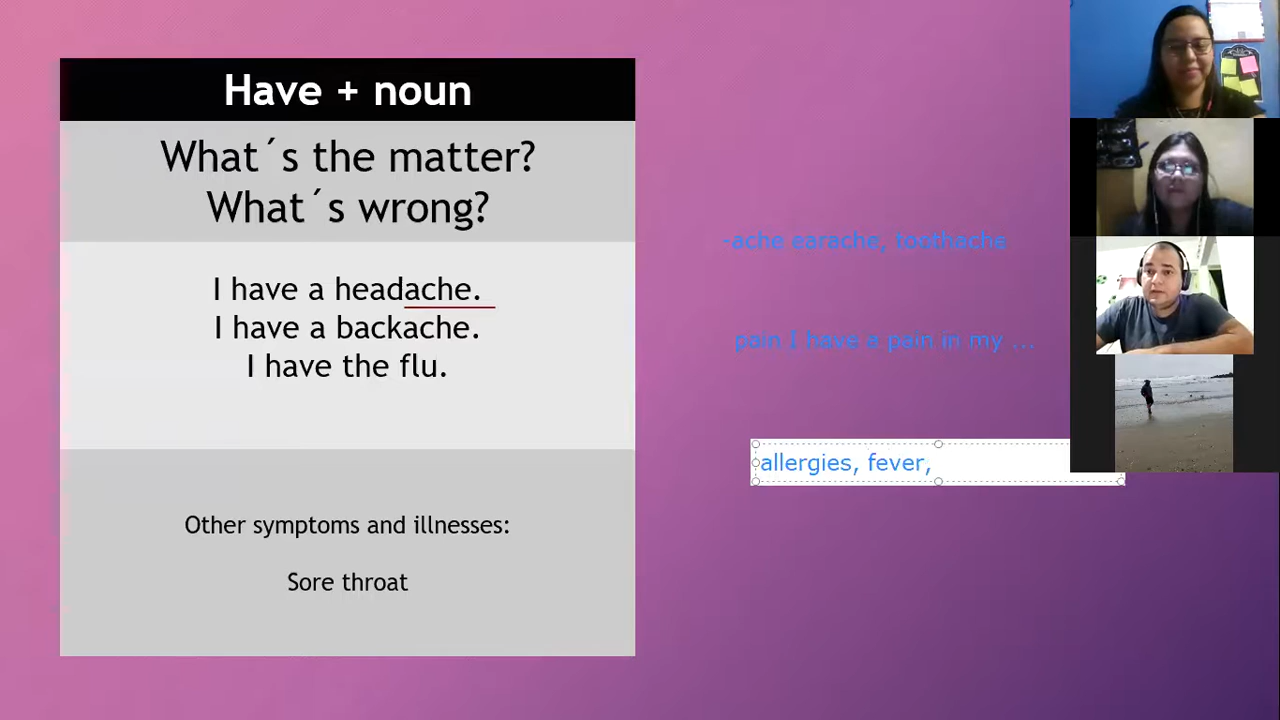 Have + noun
What´s the matter?
What´s wrong?
I have a headache.
I have a backache.
I have the flu.
Other symptoms and illnesses:
Sore throat
-ache earache, toothache
pain I have a pain in my ...
allergies, fever,